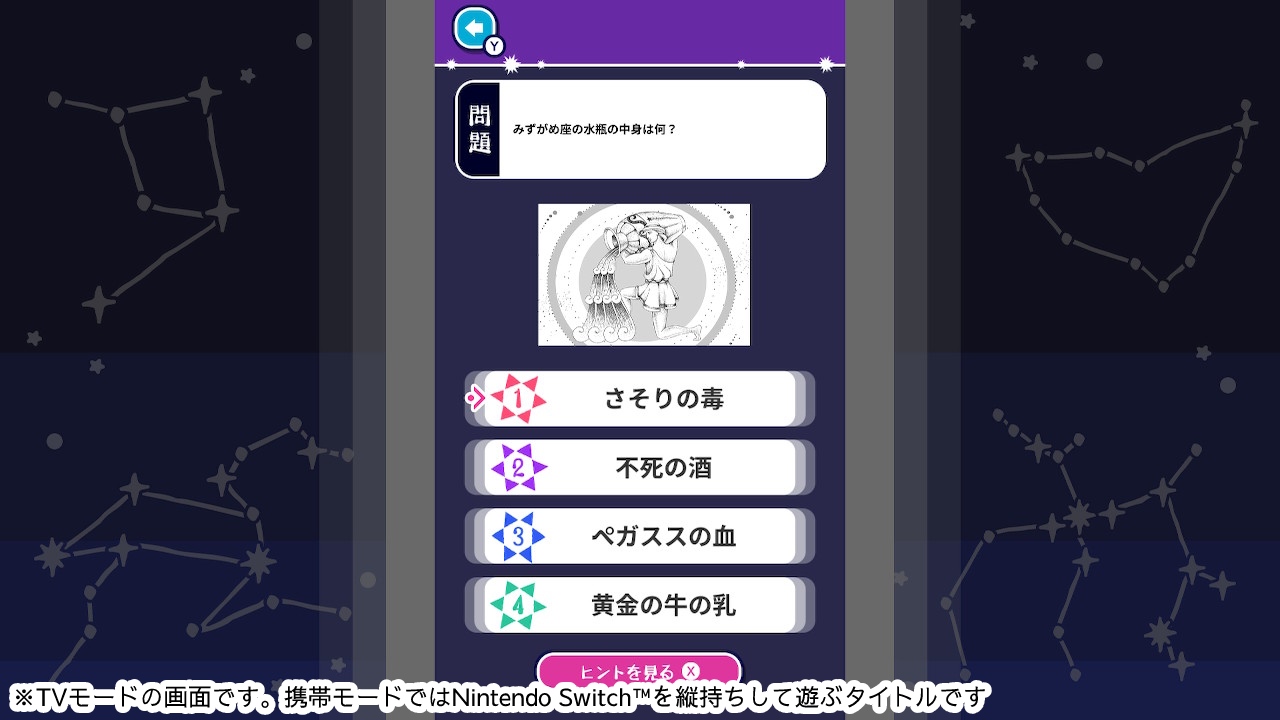 Y
問題
みずがめ座の水瓶の中身は何？
1 さそりの毒
2 不死の酒
3 ペガススの血
4 黄金の牛の乳
ヒントを見る X
※TVモードの画面です。携帯モードではNintendo Switch™を縦持ちして遊ぶタイトルです